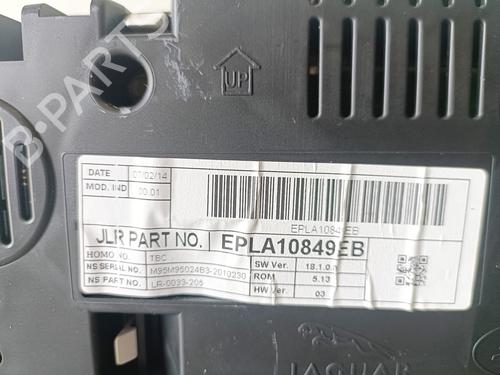 B-PARTS
UP
DATE 07/02/14
MOD. IND 00.01
EPLA10849EB
JLR PART NO. EPLA10849EB
HOMO NO. TBC
NS SERIAL NO. M95M95024B3-2010230
NS PART NO. LR-0033-205
SW Ver. 18.1.0.1
ROM 5.13
HW Ver 03
JAGUAR